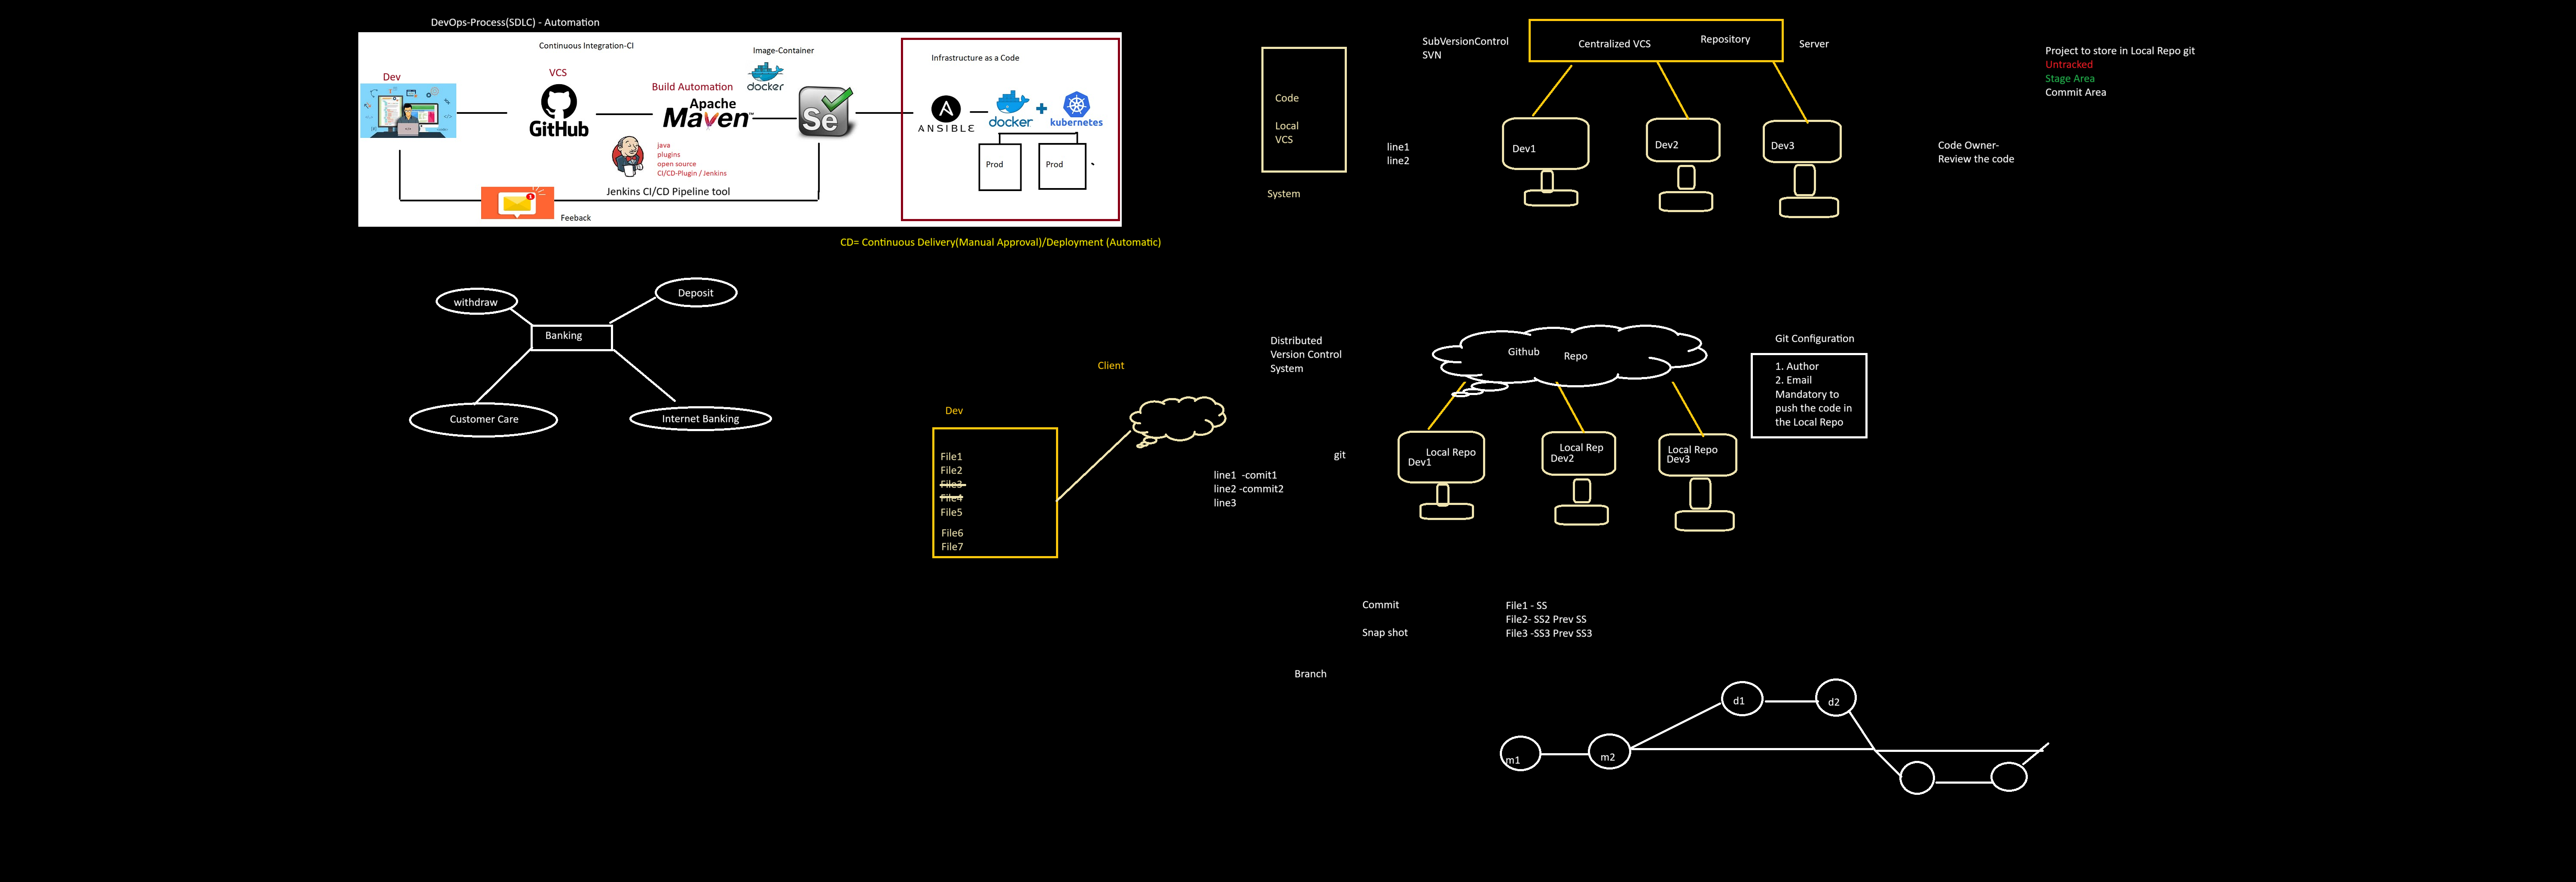 DevOps-Process(SDLC) - Automation
Continuous Integration-CI
Image-Container
Infrastructure as a Code
Dev
VCS
GitHub
Build Automation
Apache
Maven™
docker
Se
ANSIBLE
docker
kubernetes
java
plugins
open source
CI/CD-Plugin / Jenkins
Prod
Prod
Jenkins CI/CD Pipeline tool
Feeback
CD= Continuous Delivery(Manual Approval)/Deployment (Automatic)
withdraw
Deposit
Banking
Customer Care
Internet Banking
Client
Dev
File1
File2
File3
File4
File5
File6
File7
Code
Local
VCS
System
SubVersionControl
SVN
Centralized VCS
Repository
Server
line1
line2
Dev1
Dev2
Dev3
Project to store in Local Repo git
Untracked
Stage Area
Commit Area
Code Owner-
Review the code
Distributed
Version Control
System
Github
Repo
git
line1 -comit1
line2 -commit2
line3
Local Repo
Dev1
Local Rep
Dev2
Local Repo
Dev3
Git Configuration
1. Author
2. Email
Mandatory to
push the code in
the Local Repo
Commit
Snap shot
File1 - SS
File2- SS2 Prev SS
File3 -SS3 Prev SS3
Branch
m1
m2
d1
d2